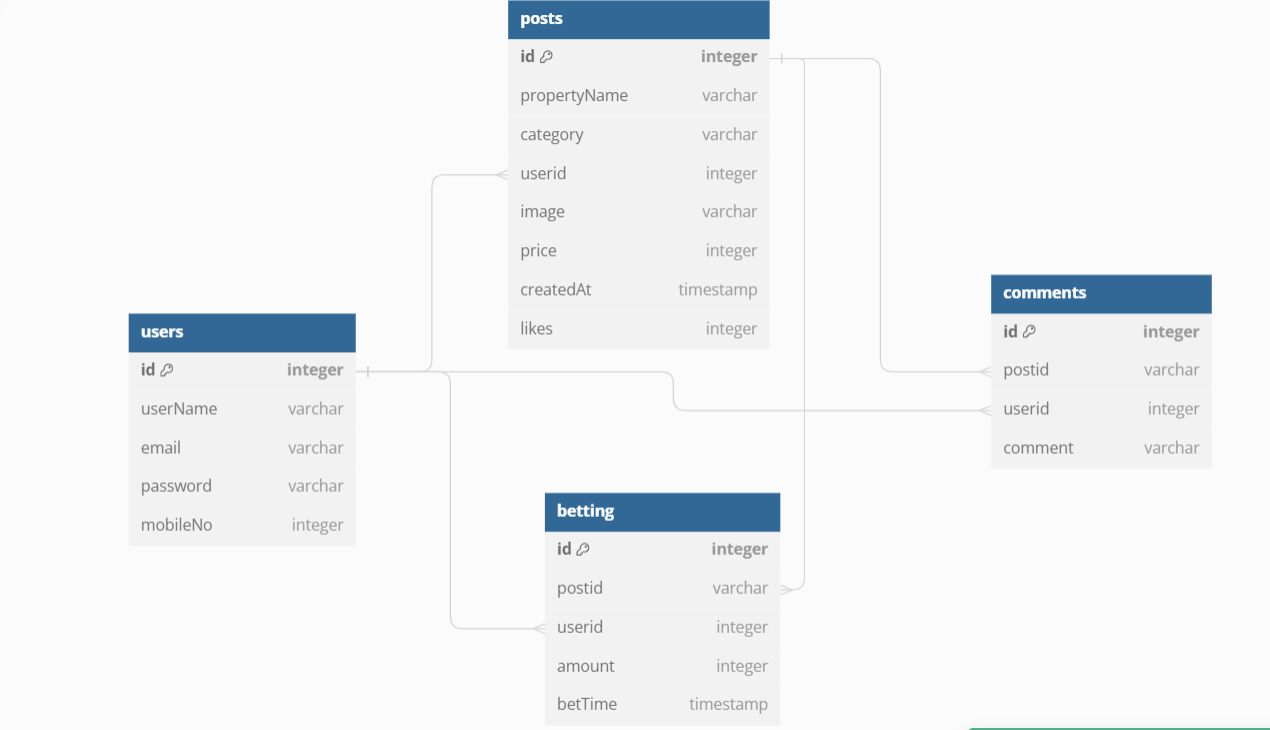 posts
id integer
propertyName varchar
category varchar
userid integer
image varchar
price integer
createdAt timestamp
likes integer
users
id integer
userName varchar
email varchar
password varchar
mobileNo integer
comments
id integer
postid varchar
userid integer
comment varchar
betting
id integer
postid varchar
userid integer
amount integer
betTime timestamp